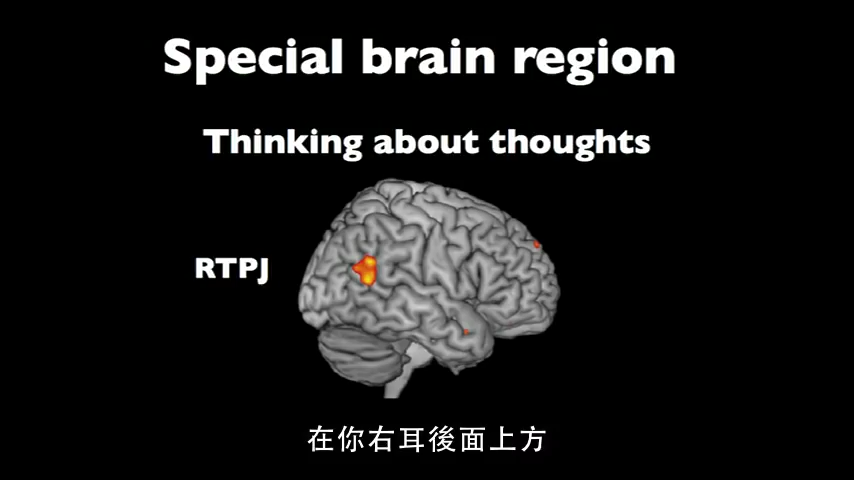 Special brain region
Thinking about thoughts
RTPJ
在你右耳後面上方